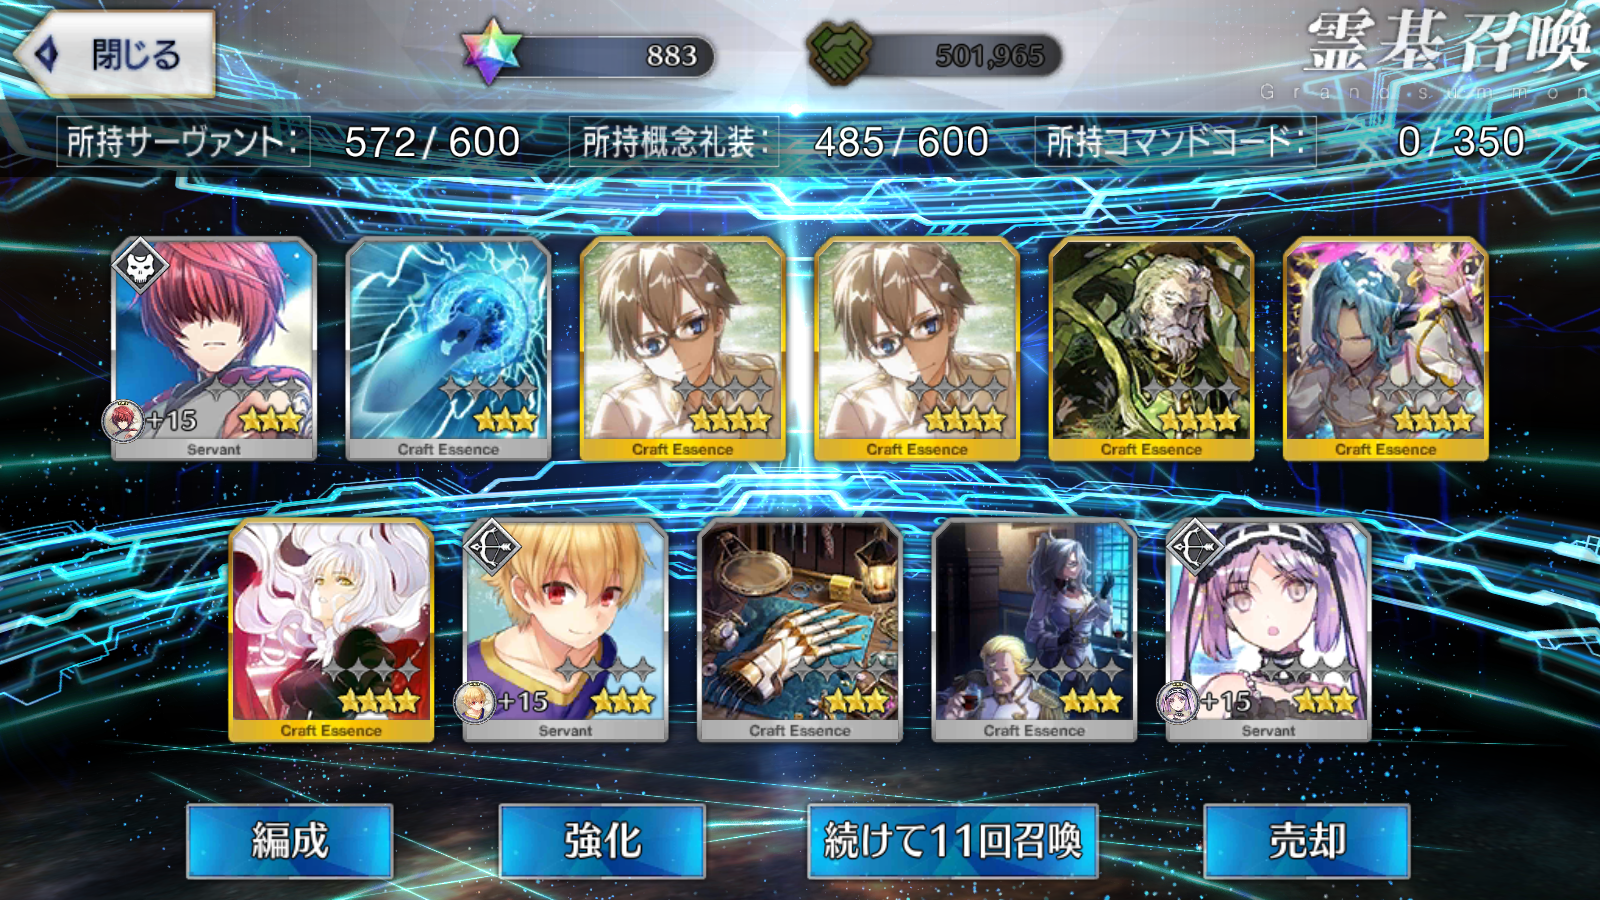 閉じる
883
501,965
霊基召喚
Grand summon
所持サーヴァント: 572 / 600
所持概念礼装: 485 / 600
所持コマンドコード: 0 / 350
+15
Servant
Craft Essence
Craft Essence
Craft Essence
Craft Essence
Craft Essence
Craft Essence
+15
Servant
Craft Essence
Craft Essence
+15
Servant
編成
強化
続けて11回召喚
売却